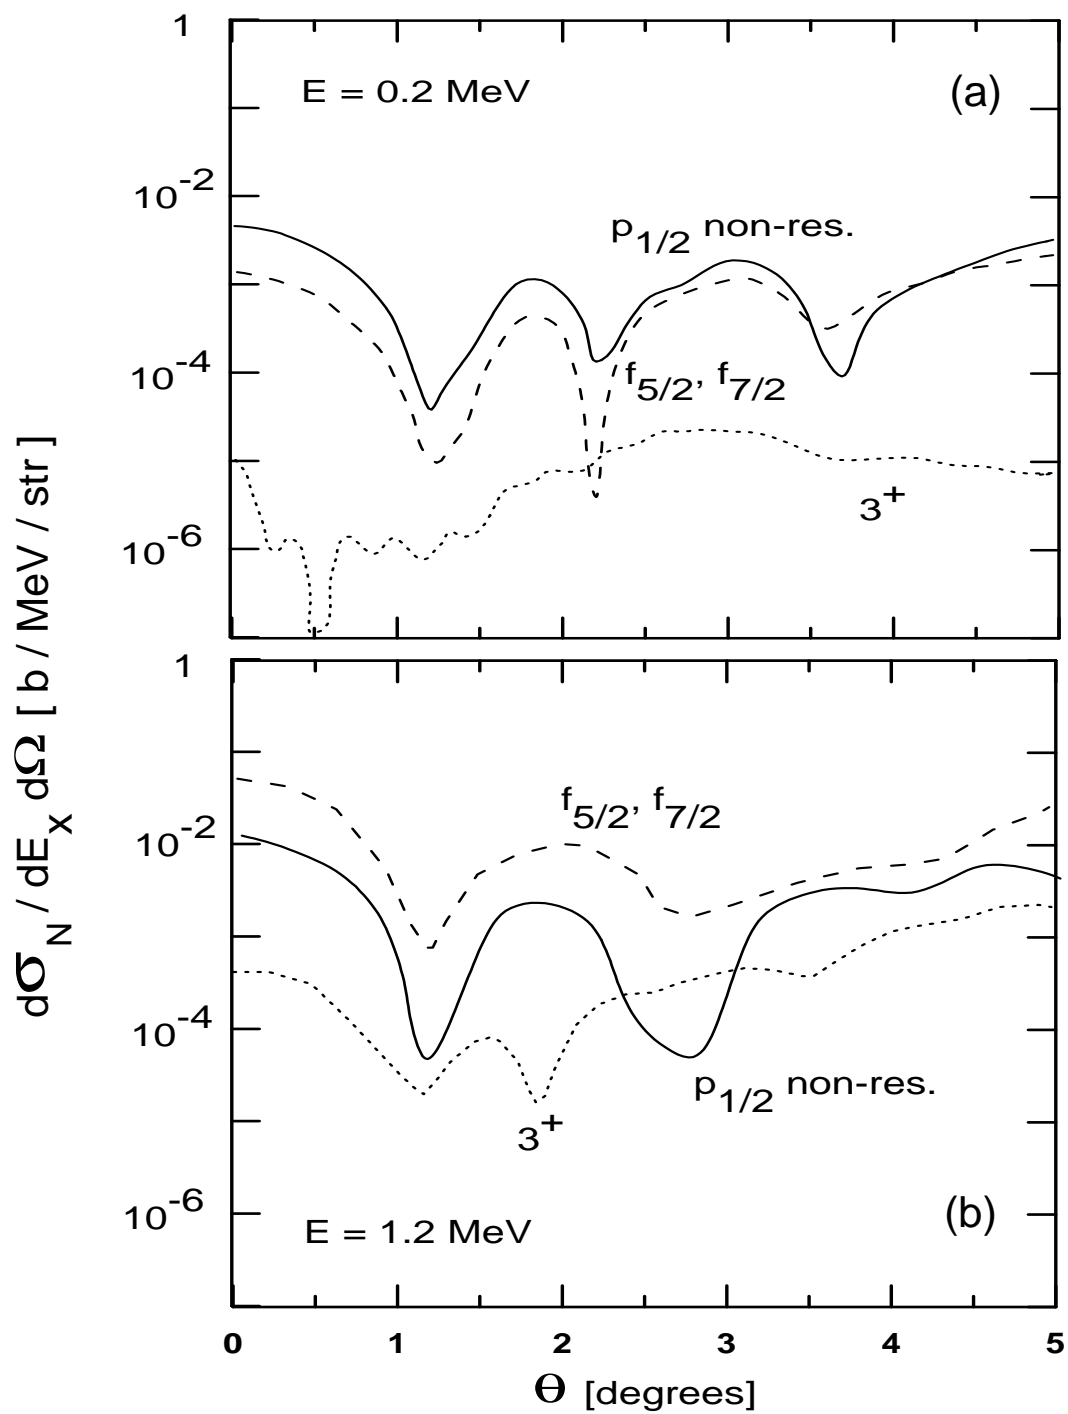 1
E = 0.2 MeV
(a)
10-2
p1/2 non-res.
10-4
f5/2, f7/2
3+
10-6
dσN / dEx dΩ [ b / MeV / str ]
1
f5/2, f7/2
10-2
10-4
p1/2 non-res.
3+
10-6
E = 1.2 MeV
(b)
0 1 2 3 4 5
Θ [degrees]